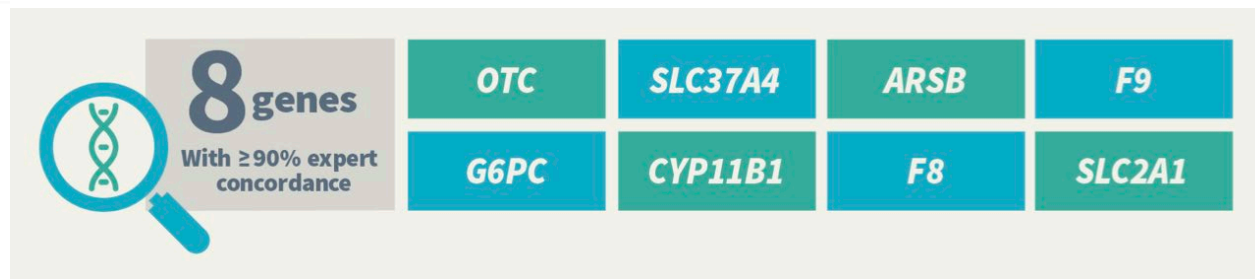 8 genes
With ≥90% expert
concordance
OTC SLC37A4 ARSB F9
G6PC CYP11B1 F8 SLC2A1